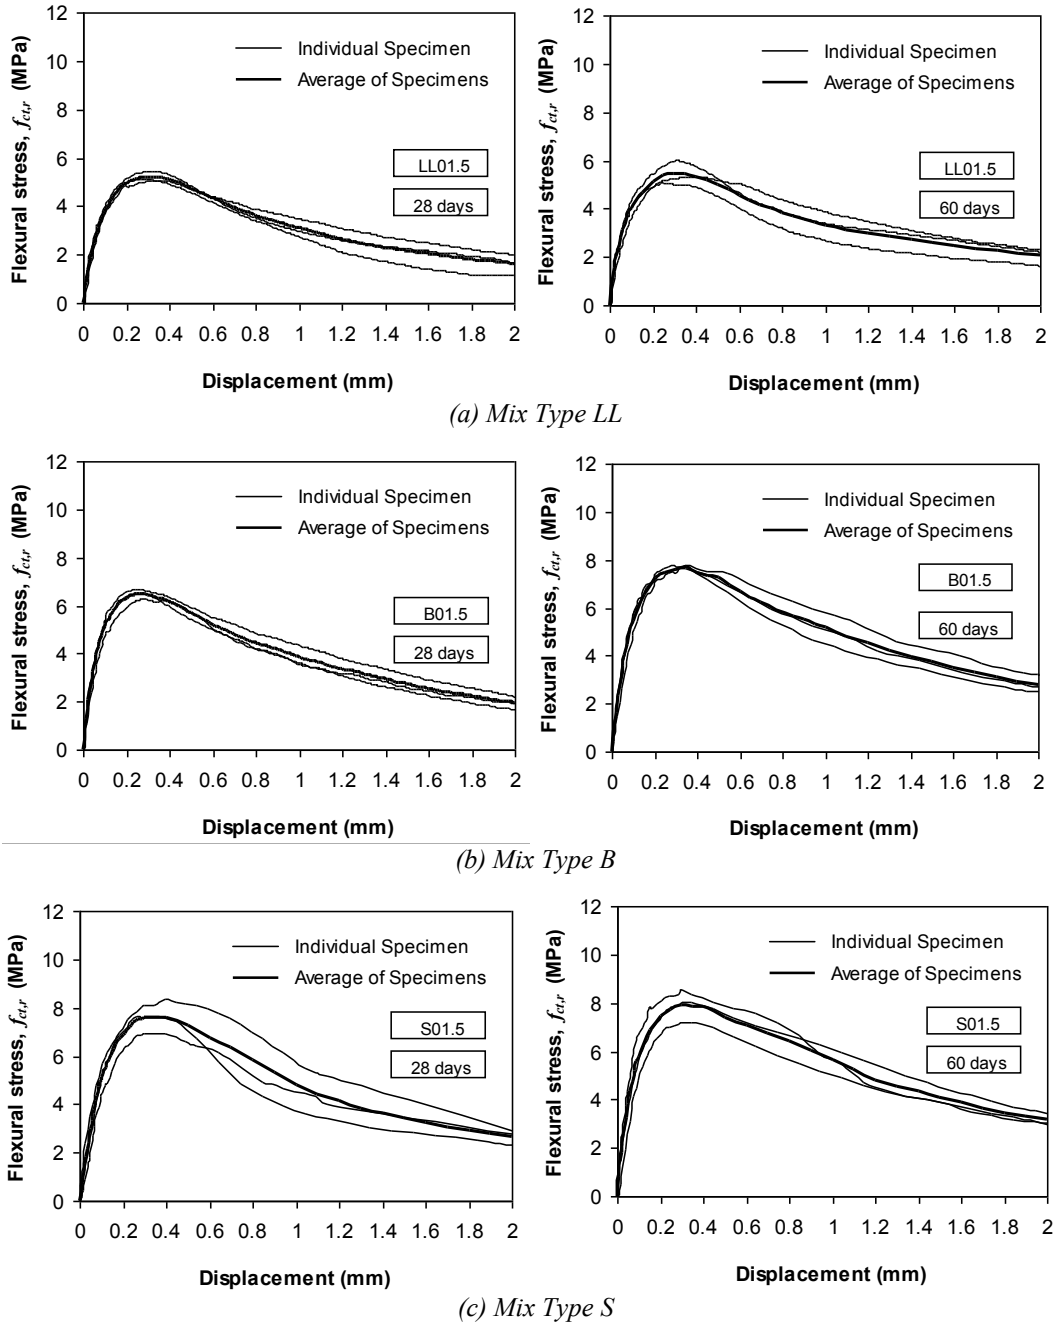 12
10
8
6
4
2
0
Flexural stress, fct,r (MPa)
Individual Specimen
Average of Specimens
LL01.5
28 days
0 0.2 0.4 0.6 0.8 1 1.2 1.4 1.6 1.8 2
Displacement (mm)
12
10
8
6
4
2
0
Flexural stress, fct,r (MPa)
Individual Specimen
Average of Specimens
LL01.5
60 days
0 0.2 0.4 0.6 0.8 1 1.2 1.4 1.6 1.8 2
Displacement (mm)
(a) Mix Type LL
12
10
8
6
4
2
0
Flexural stress, fct,r (MPa)
Individual Specimen
Average of Specimens
B01.5
28 days
0 0.2 0.4 0.6 0.8 1 1.2 1.4 1.6 1.8 2
Displacement (mm)
12
10
8
6
4
2
0
Flexural stress, fct,r (MPa)
Individual Specimen
Average of Specimens
B01.5
60 days
0 0.2 0.4 0.6 0.8 1 1.2 1.4 1.6 1.8 2
Displacement (mm)
(b) Mix Type B
12
10
8
6
4
2
0
Flexural stress, fct,r (MPa)
Individual Specimen
Average of Specimens
S01.5
28 days
0 0.2 0.4 0.6 0.8 1 1.2 1.4 1.6 1.8 2
Displacement (mm)
12
10
8
6
4
2
0
Flexural stress, fct,r (MPa)
Individual Specimen
Average of Specimens
S01.5
60 days
0 0.2 0.4 0.6 0.8 1 1.2 1.4 1.6 1.8 2
Displacement (mm)
(c) Mix Type S